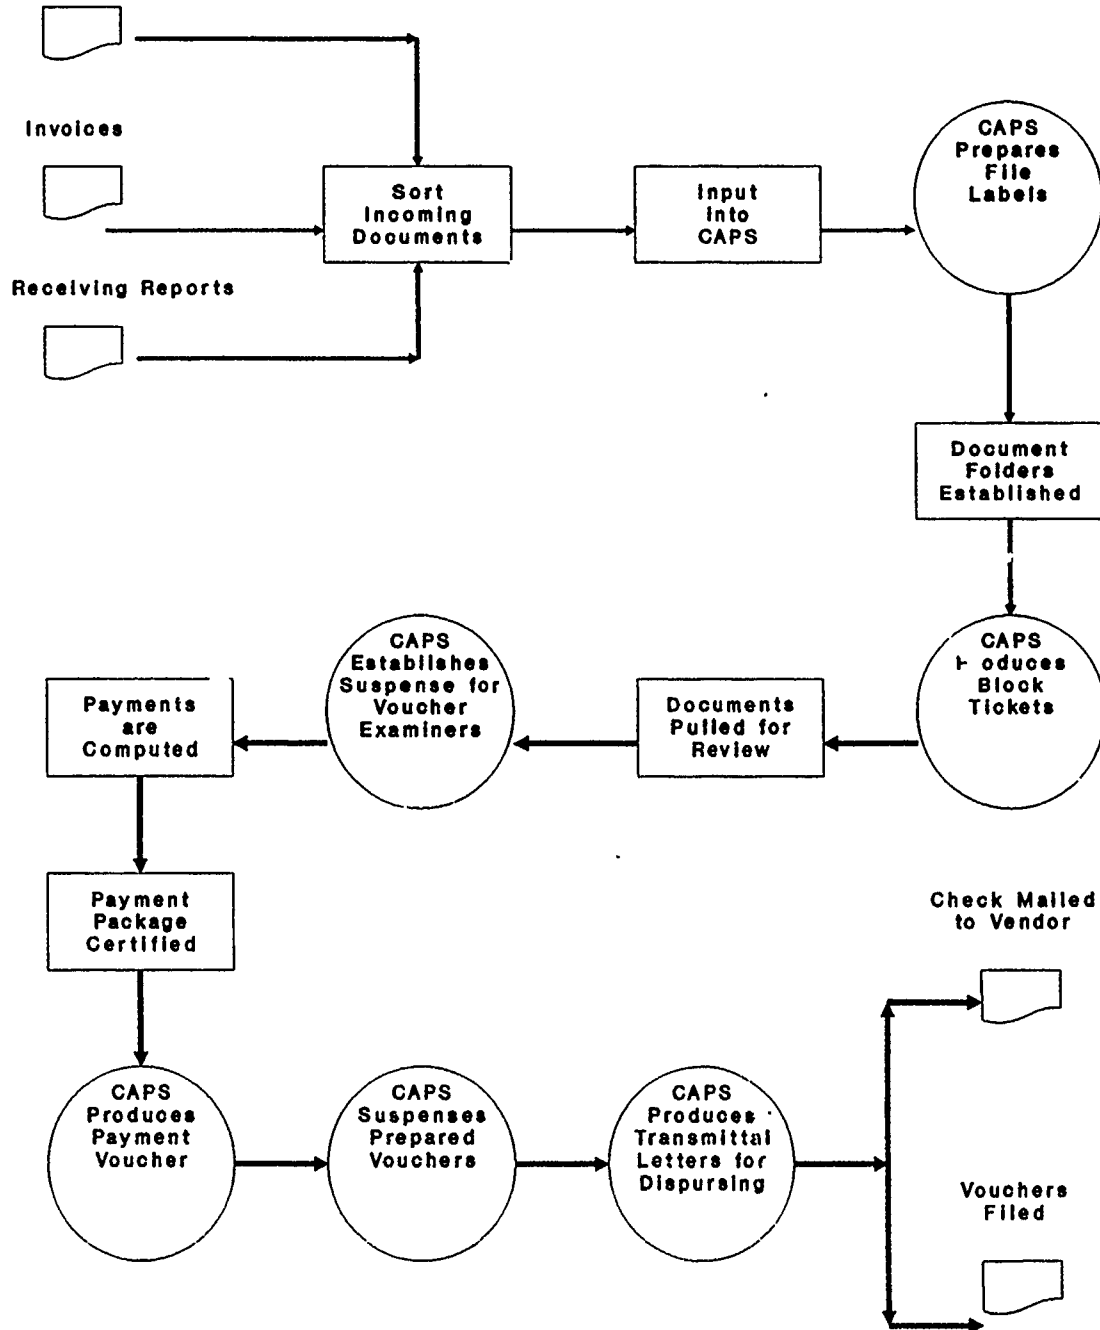 Invoices
Receiving Reports
Sort
Incoming
Documents
Input
into
CAPS
CAPS
Prepares
File
Labels
Document
Folders
Established
CAPS
Block
Tickets
Documents
Pulled for
Review
CAPS
Establishes
Suspense for
Voucher
Examiners
Payments
are
Computed
Payment
Package
Certified
CAPS
Produces
Payment
Voucher
CAPS
Suspenses
Prepared
Vouchers
CAPS
Produces
Transmittal
Letters for
Dispursing
Check Mailed
to Vendor
Vouchers
Filed